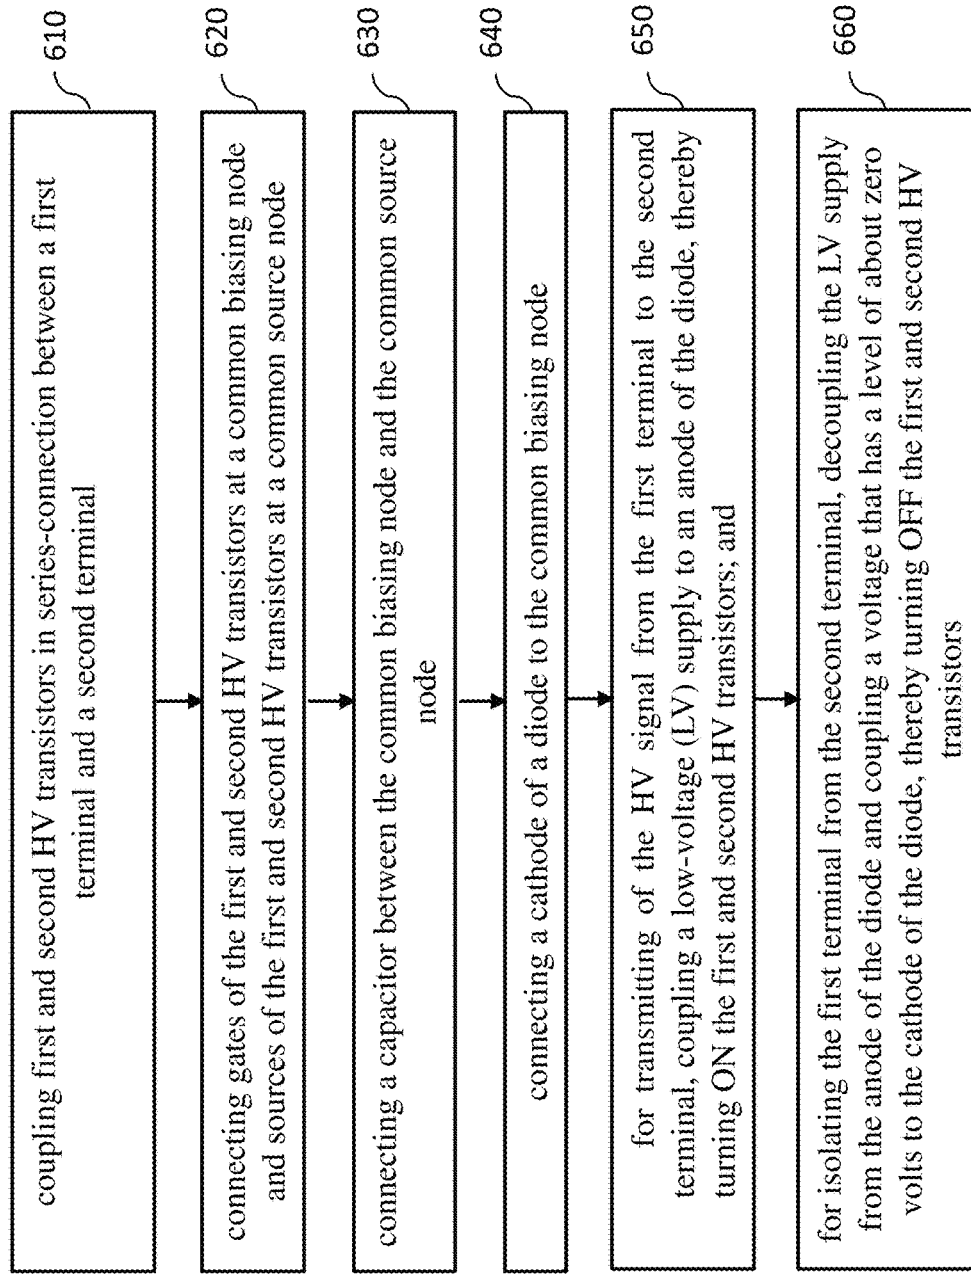 610
coupling first and second HV transistors in series-connection between a first
terminal and a second terminal
620
connecting gates of the first and second HV transistors at a common biasing node
and sources of the first and second HV transistors at a common source node
630
connecting a capacitor between the common biasing node and the common source
node
640
connecting a cathode of a diode to the common biasing node
650
for transmitting of the HV signal from the first terminal to the second
terminal, coupling a low-voltage (LV) supply to an anode of the diode, thereby
turning ON the first and second HV transistors; and
660
for isolating the first terminal from the second terminal, decoupling the LV supply
from the anode of the diode and coupling a voltage that has a level of about zero
volts to the cathode of the diode, thereby turning OFF the first and second HV
transistors